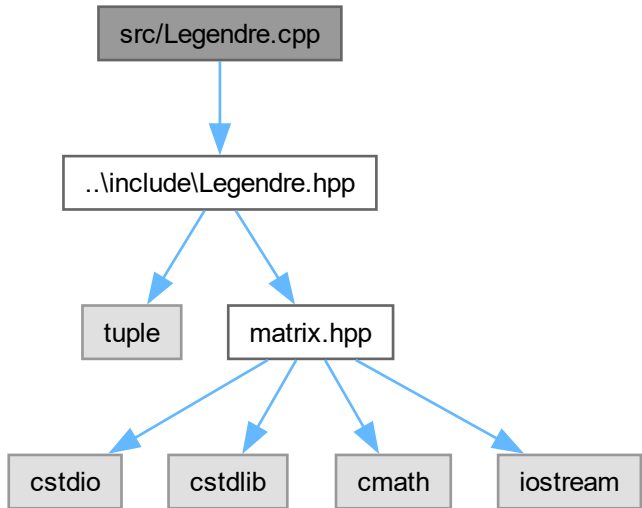 src/Legendre.cpp
..\include\Legendre.hpp
tuple
matrix.hpp
cstdio
cstdlib
cmath
iostream